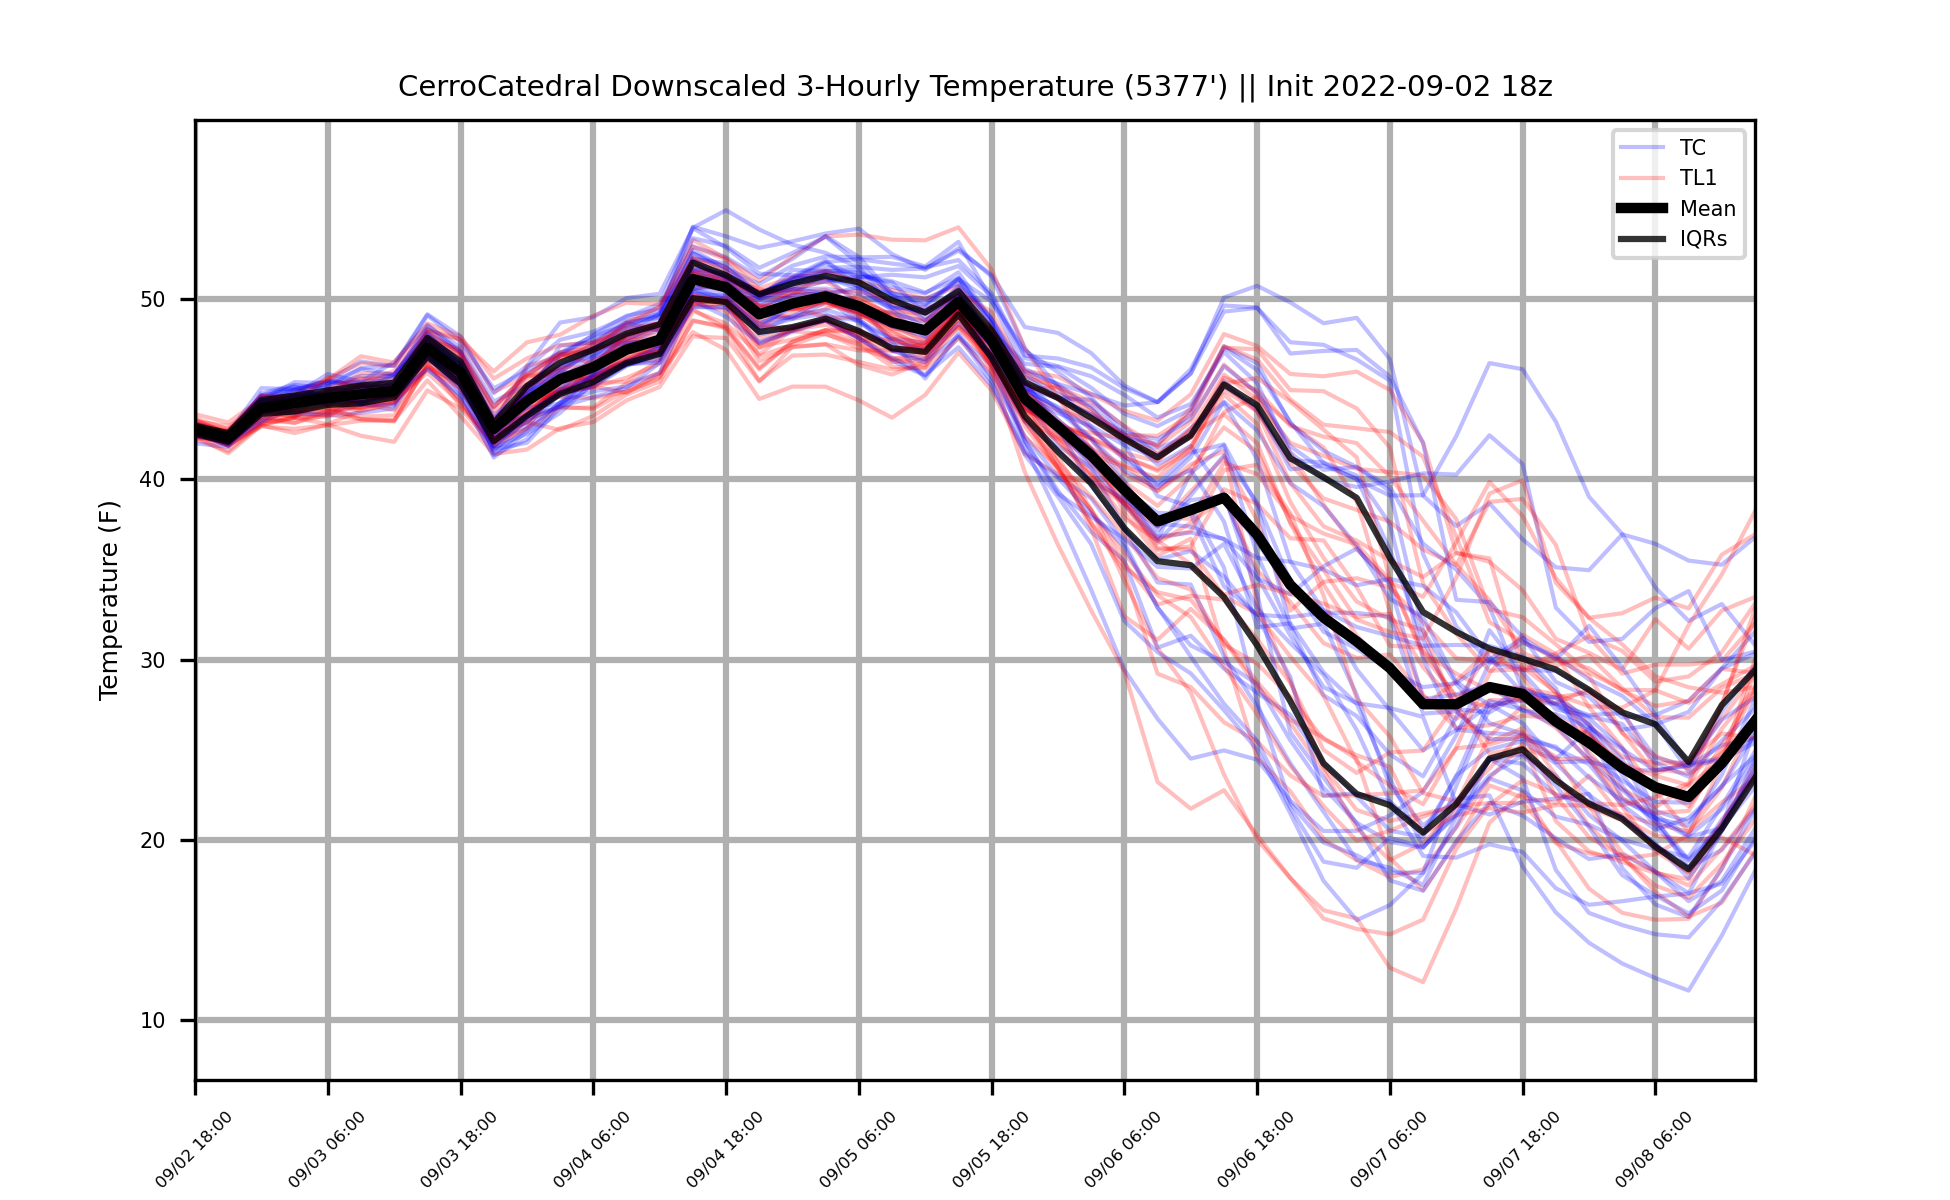 CerroCatedral Downscaled 3-Hourly Temperature (5377') || Init 2022-09-02 18z
TC
TL1
Mean
IQRs
Temperature (F)
50
40
30
20
10
09/02 18:00
09/03 06:00
09/03 18:00
09/04 06:00
09/04 18:00
09/05 06:00
09/05 18:00
09/06 06:00
09/06 18:00
09/07 06:00
09/07 18:00
09/08 06:00